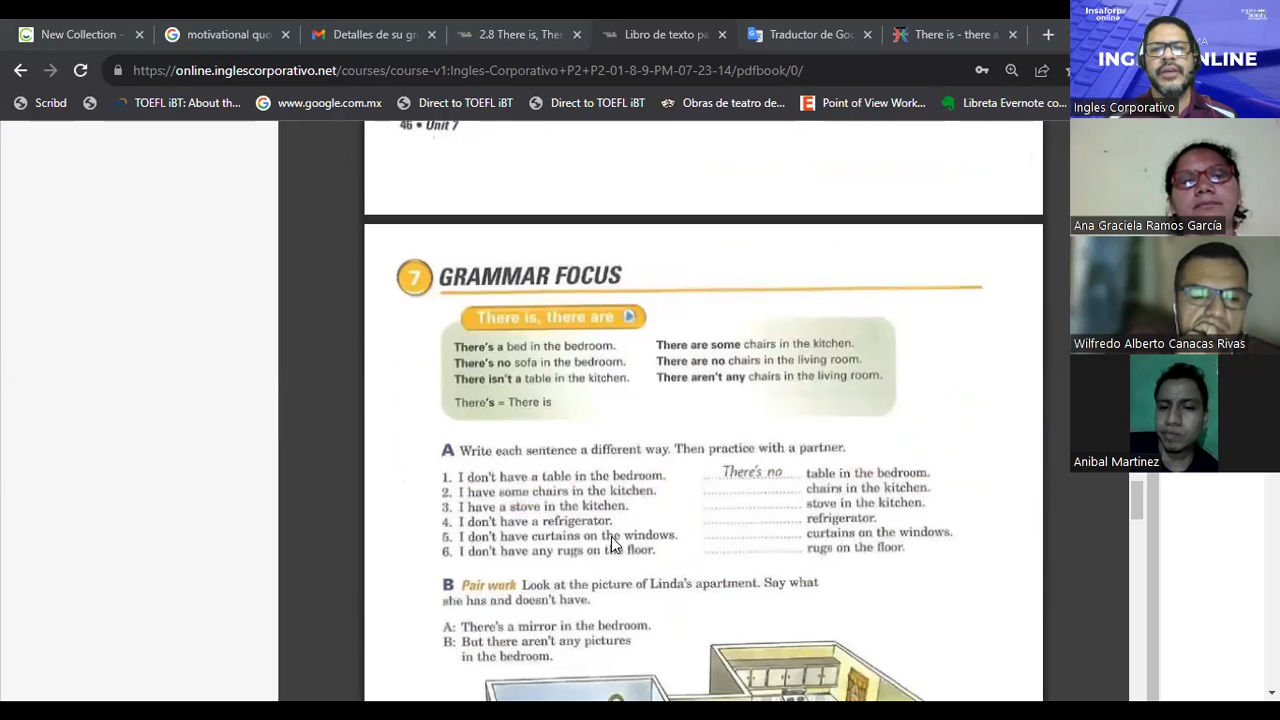 New Collection -
motivational quo
Detalles de su g
2.8 There is, Ther
Libro de texto pa
Traductor de Goo
There is - there a
https://online.inglescorporativo.net/courses/course-v1:Ingles-Corporativo+P2+P2-01-8-9-PM-07-23-14/pdfbook/0/
Scribd
TOEFL iBT: About th...
www.google.com.m...
Direct to TOEFL iBT
Direct to TOEFL iBT
Obras de teatro de...
Point of View Work...
Libreta Evernote co...
46 • Unit 7
7 GRAMMAR FOCUS
There is, there are
There's a bed in the bedroom.
There's no sofa in the bedroom.
There isn't a table in the kitchen.
There's = There is
There are some chairs in the kitchen.
There are no chairs in the living room.
There aren't any chairs in the living room.
A Write each sentence a different way. Then practice with a partner.
1. I don't have a table in the bedroom. There's no table in the bedroom.
2. I have some chairs in the kitchen. chairs in the kitchen.
3. I have a stove in the kitchen. stove in the kitchen.
4. I don't have a refrigerator. refrigerator.
5. I don't have curtains on the windows. curtains on the windows.
6. I don't have any rugs on the floor. rugs on the floor.
B Pair work Look at the picture of Linda's apartment. Say what
she has and doesn't have.
A: There's a mirror in the bedroom.
B: But there aren't any pictures
in the bedroom.
Insaforp
online
Ingles Corporativo
Ana Graciela Ramos García
Wilfredo Alberto Canacas Rivas
Anibal Martinez